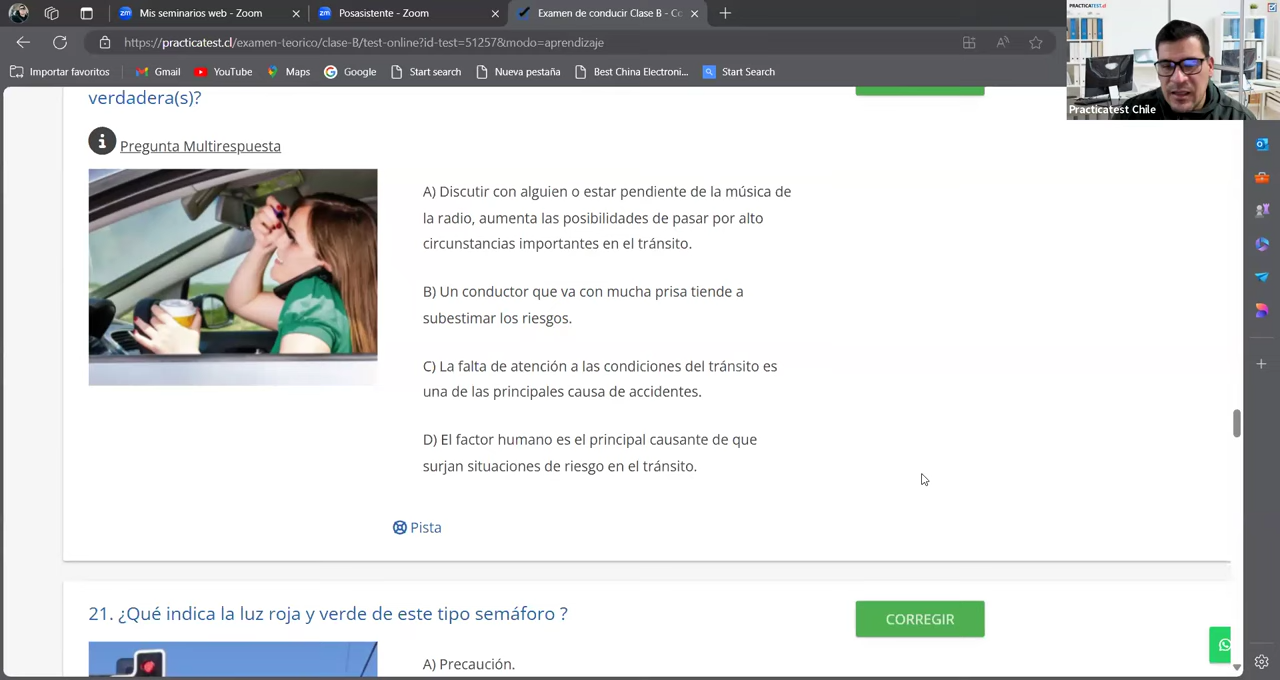 Mis seminarios web - Zoom
Posasistente - Zoom
Examen de conducir Clase B - Co
https://practicatest.cl/examen-teorico/clase-B/test-online?id-test=51257&modo=aprendizaje
Importar favoritos
Gmail
YouTube
Maps
Google
Start search
Nueva pestaña
Best China Electroni...
Start Search
PRACTICATEST.cl
Practicatest Chile
verdadera(s)?
Pregunta Multirespuesta
A) Discutir con alguien o estar pendiente de la música de
la radio, aumenta las posibilidades de pasar por alto
circunstancias importantes en el tránsito.
B) Un conductor que va con mucha prisa tiende a
subestimar los riesgos.
C) La falta de atención a las condiciones del tránsito es
una de las principales causa de accidentes.
D) El factor humano es el principal causante de que
surjan situaciones de riesgo en el tránsito.
Pista
21. ¿Qué indica la luz roja y verde de este tipo semáforo ?
CORREGIR
A) Precaución.